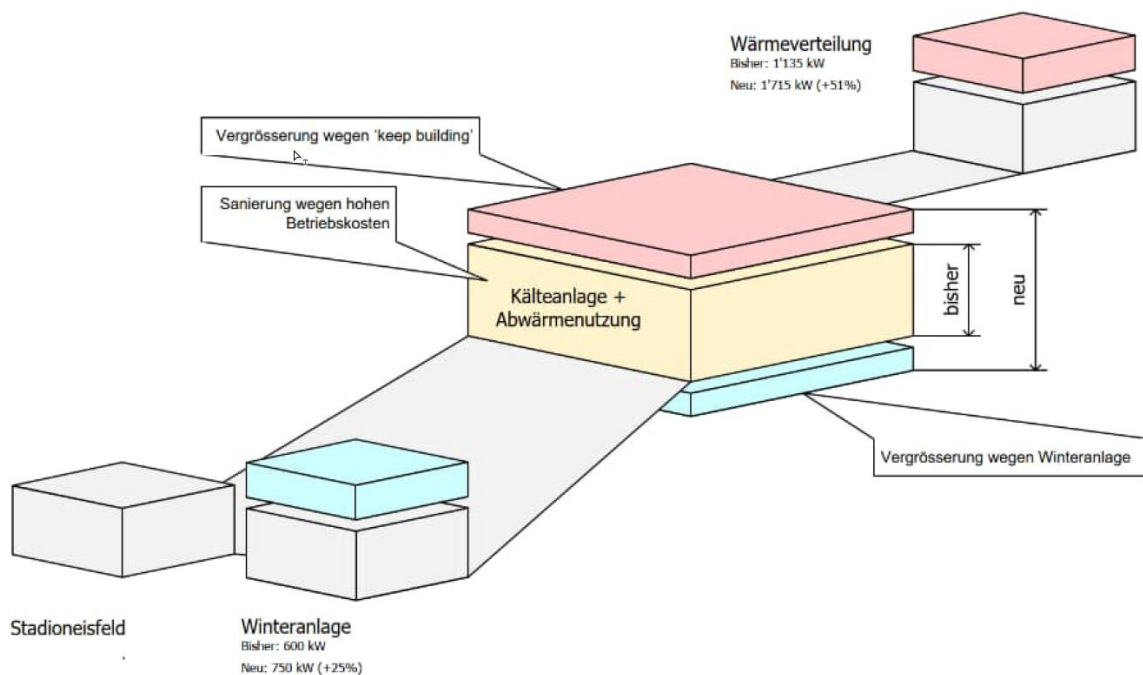 Wärmeverteilung
Bisher: 1'135 kW
Neu: 1'715 kW (+51%)
Vergrösserung wegen 'keep building'
Sanierung wegen hohen
Betriebskosten
Kälteanlage +
Abwärmenutzung
bisher
neu
Vergrösserung wegen Winteranlage
Stadioneisfeld
Winteranlage
Bisher: 600 kW
Neu: 750 kW (+25%)